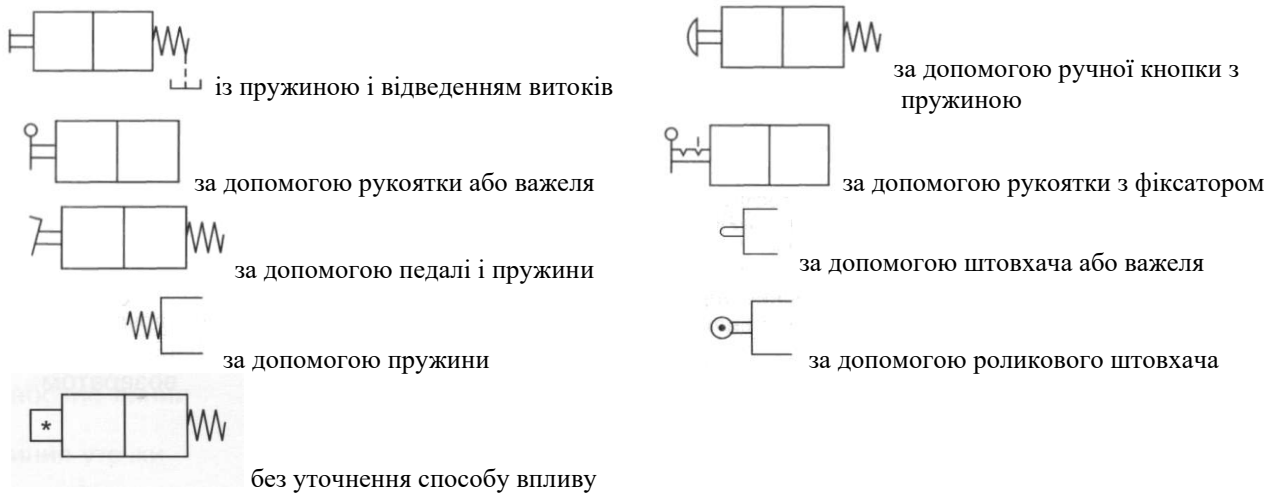 із пружиною і відведенням витоків
за допомогою ручної кнопки з
пружиною
за допомогою рукоятки або важеля
за допомогою рукоятки з фіксатором
за допомогою педалі і пружини
за допомогою штовхача або важеля
за допомогою пружини
за допомогою роликового штовхача
*
без уточнення способу впливу